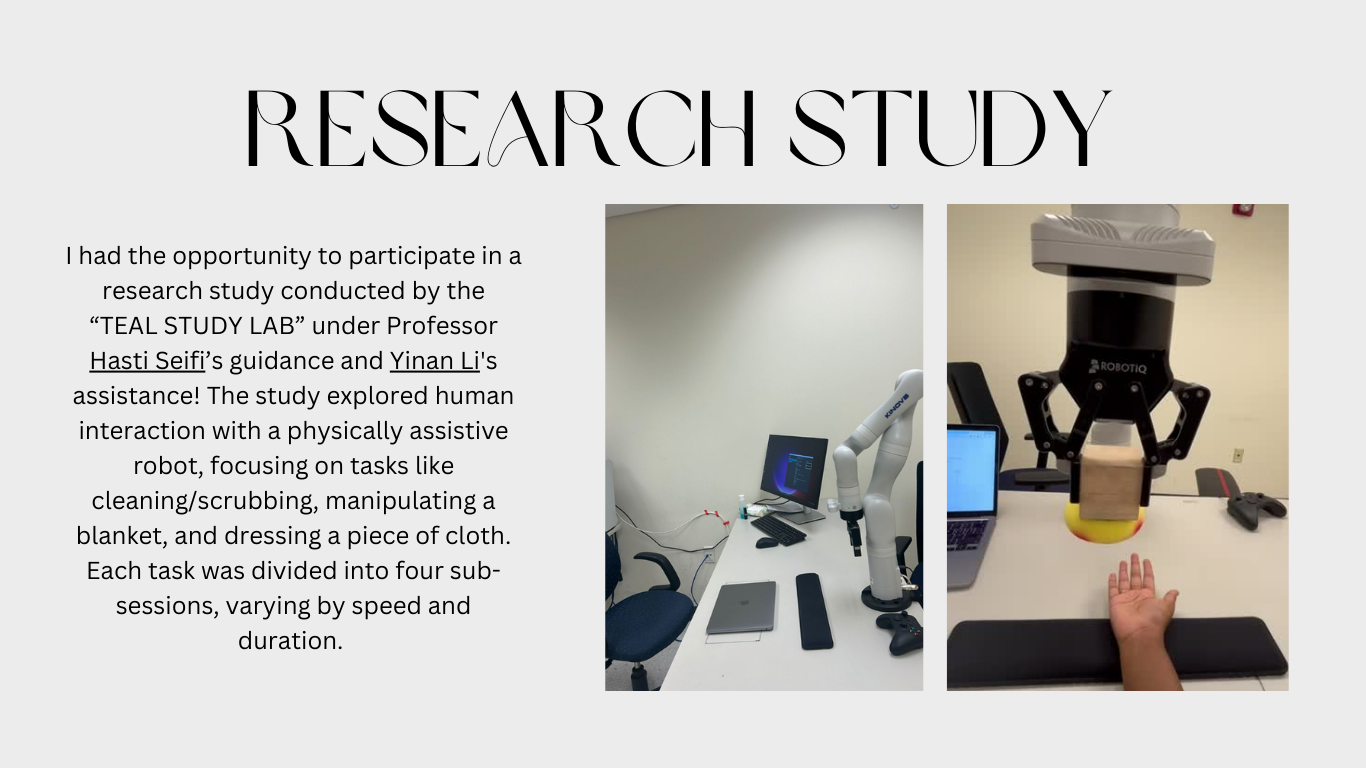 RESEARCH STUDY
I had the opportunity to participate in a
research study conducted by the
“TEAL STUDY LAB” under Professor
Hasti Seifi’s guidance and Yinan Li's
assistance! The study explored human
interaction with a physically assistive
robot, focusing on tasks like
cleaning/scrubbing, manipulating a
blanket, and dressing a piece of cloth.
Each task was divided into four sub-
sessions, varying by speed and
duration.
KINOVA
ROBOTIQ